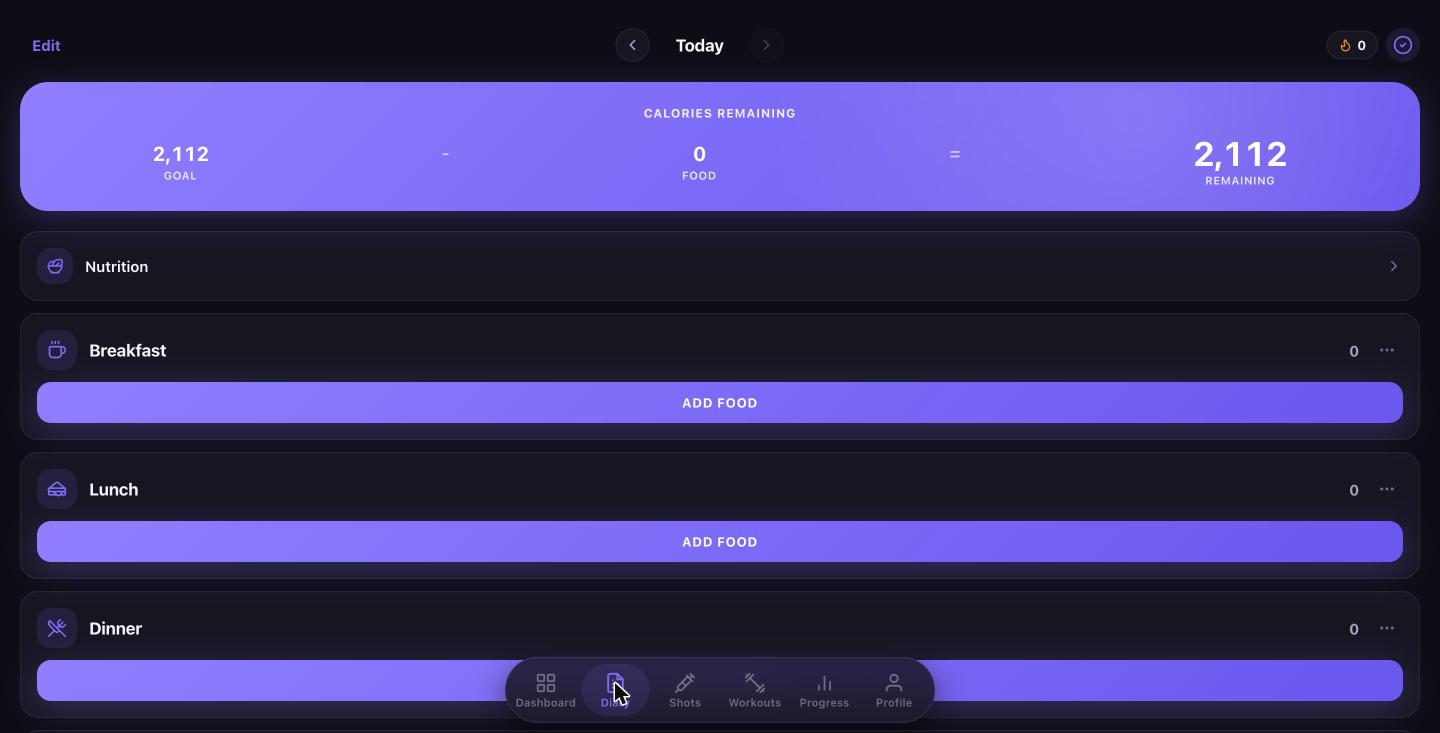 Edit
Today
0
CALORIES REMAINING
2,112 - 0 = 2,112
GOAL FOOD REMAINING
Nutrition
Breakfast 0
ADD FOOD
Lunch 0
ADD FOOD
Dinner 0
Dashboard Shots Workouts Progress Profile